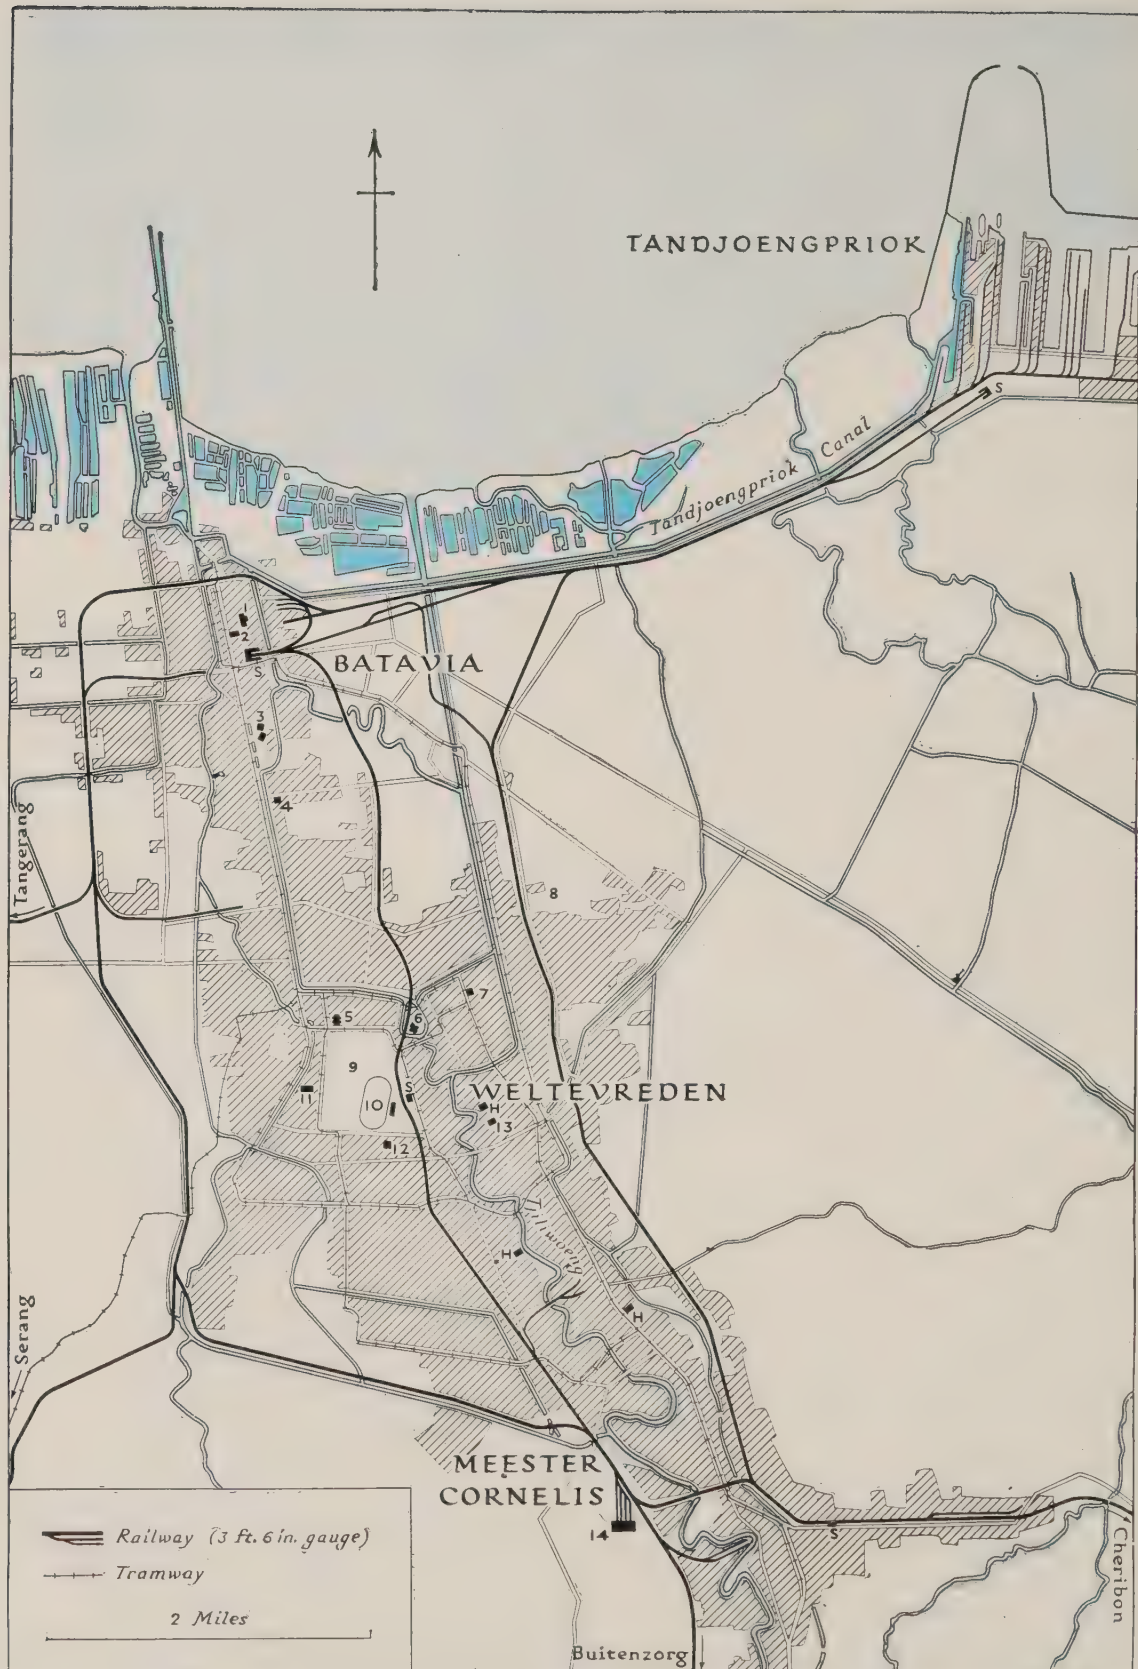 TANDJOENGPRIOK
S
Tandjoengpriok Canal
1
2
BATAVIA
S
3
4
Tangerang
8
7
5
6
9
S
WELTEVREDEN
H
11
10
13
12
Tjiliwoeng
H
H
Serang
MEESTER
CORNELIS
14
S
Cheribon
Railway (3 ft. 6 in. gauge)
Tramway
2 Miles
Buitenzorg